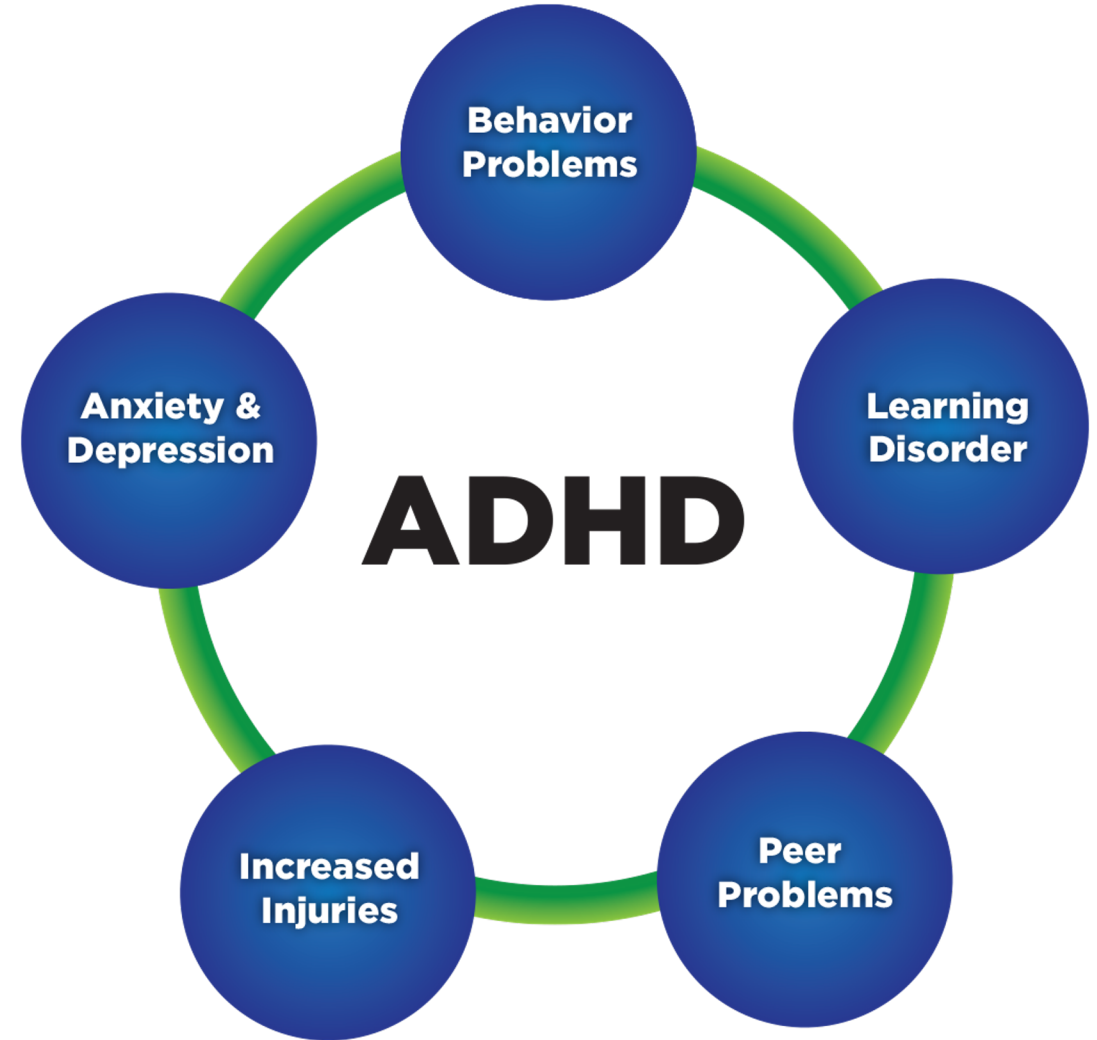 Behavior
Problems
Learning
Disorder
Anxiety &
Depression
ADHD
Peer
Problems
Increased
Injuries